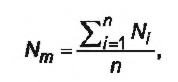 N_m = \frac{\sum_{i=1}^{n} N_i}{n},